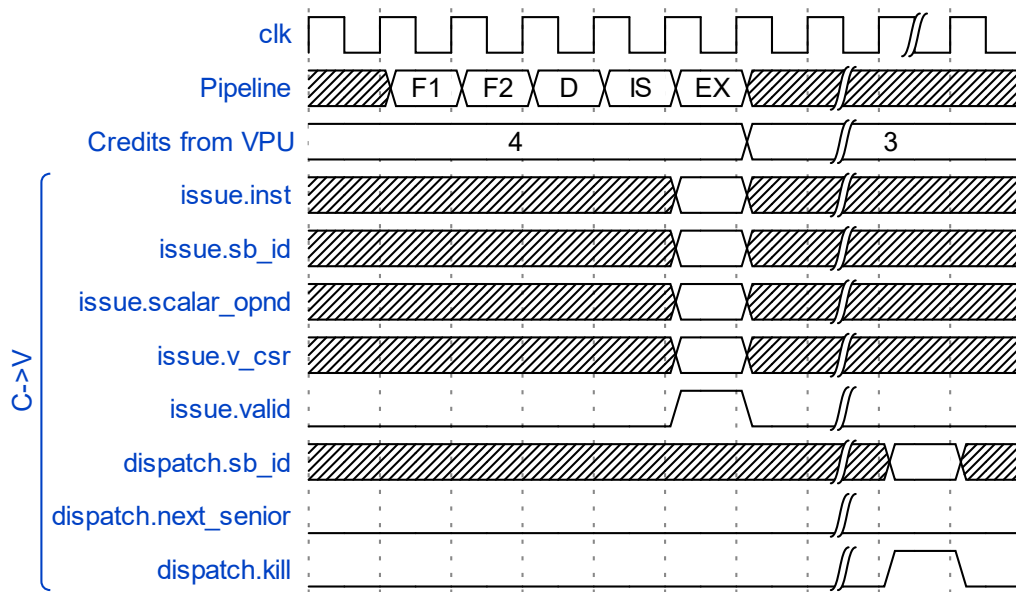 clk
Pipeline F1 F2 D IS EX
Credits from VPU 4 3
C->V
issue.inst
issue.sb_id
issue.scalar_opnd
issue.v_csr
issue.valid
dispatch.sb_id
dispatch.next_senior
dispatch.kill